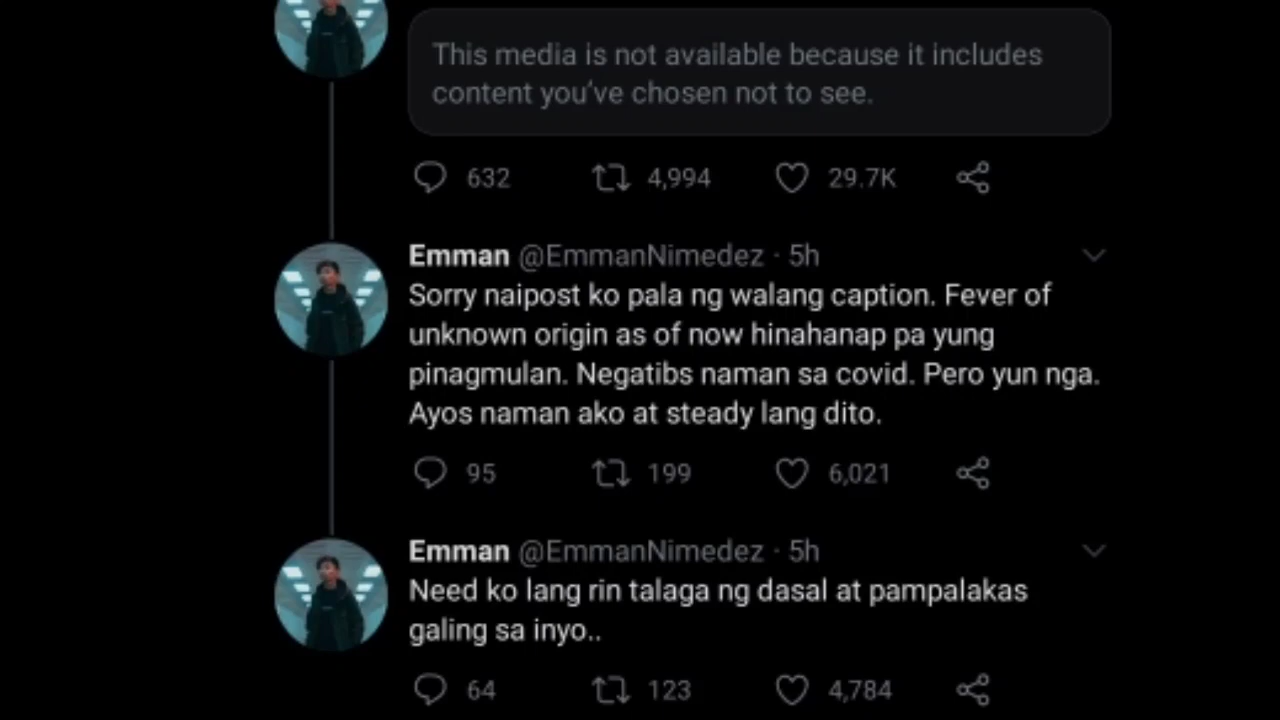 This media is not available because it includes
content you've chosen not to see.
632 4,994 29.7K
Emman @EmmanNimedez · 5h
Sorry naipost ko pala ng walang caption. Fever of
unknown origin as of now hinahanap pa yung
pinagmulan. Negatibs naman sa covid. Pero yun nga.
Ayos naman ako at steady lang dito.
95 199 6,021
Emman @EmmanNimedez · 5h
Need ko lang rin talaga ng dasal at pampalakas
galing sa inyo..
64 123 4,784